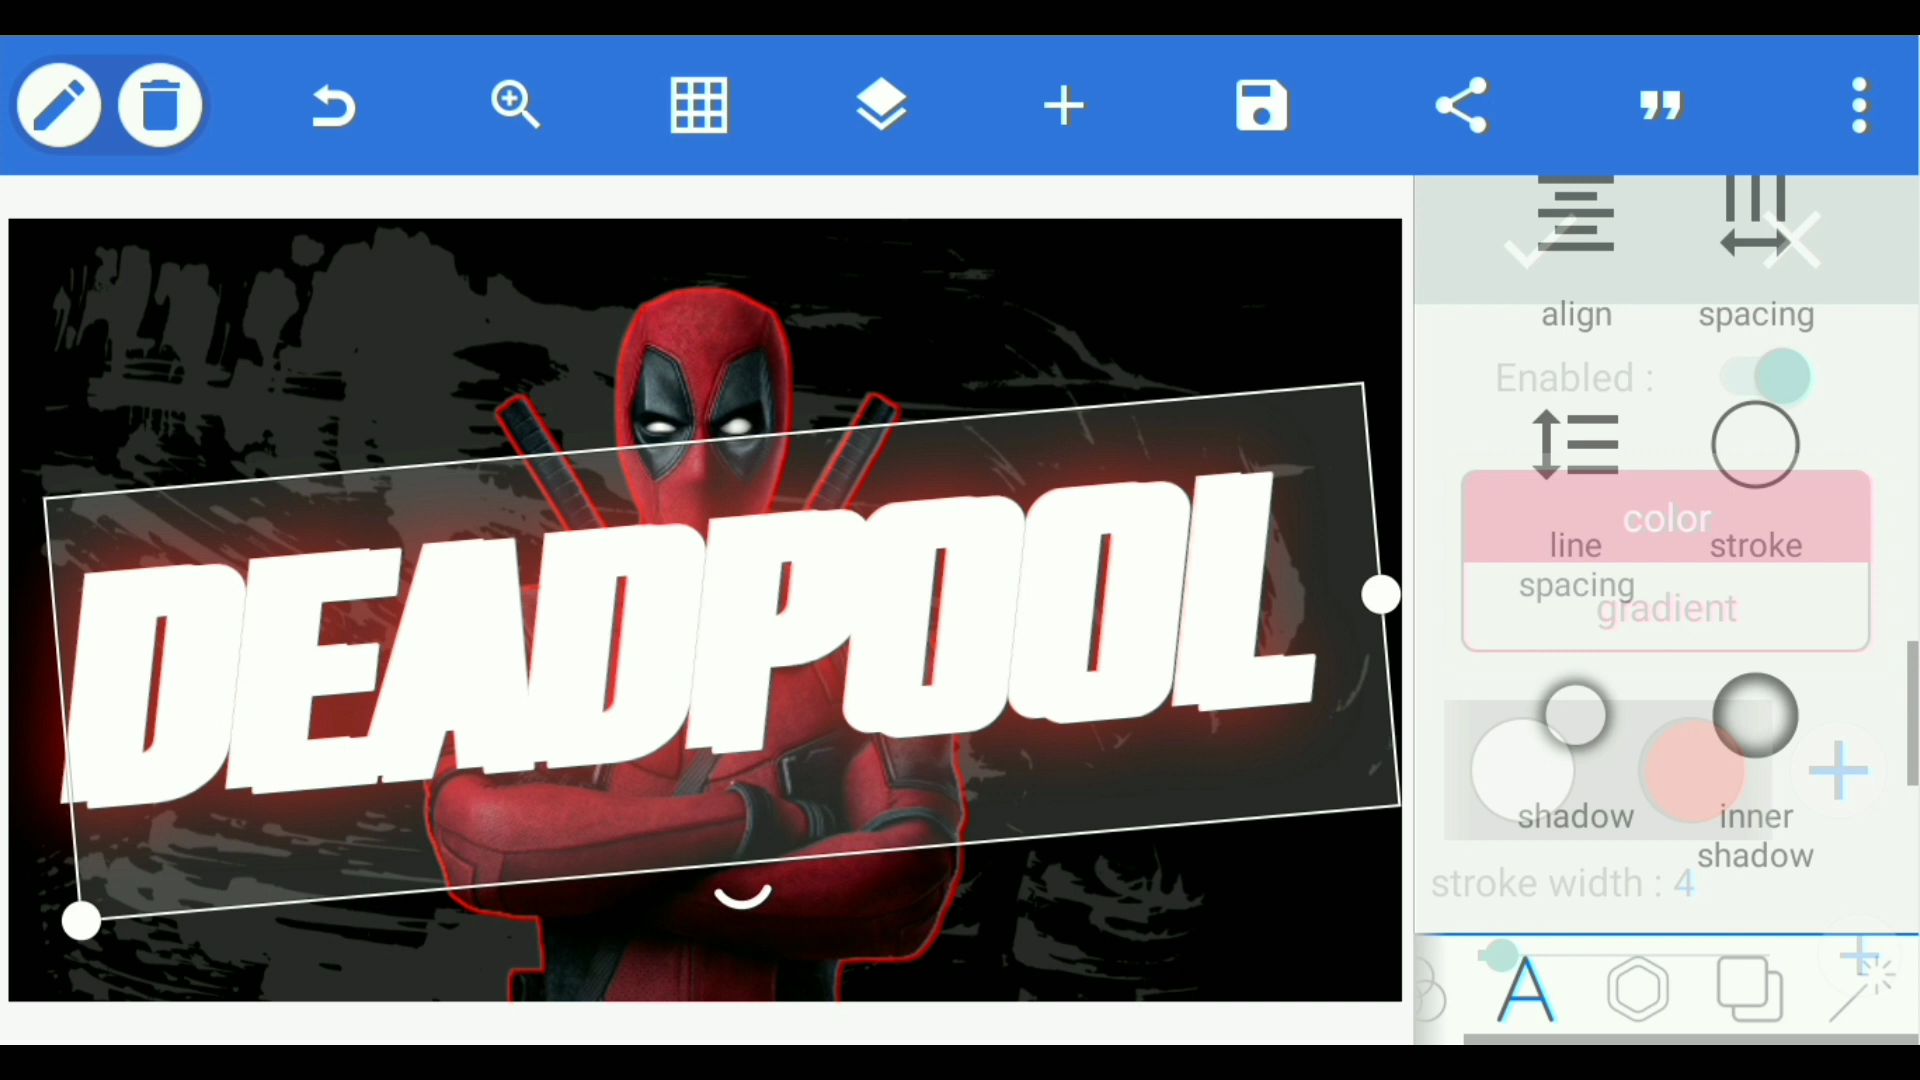 align spacing
Enabled :
color
line spacing
stroke
gradient
shadow
inner shadow
stroke width : 4
DEADPOOL